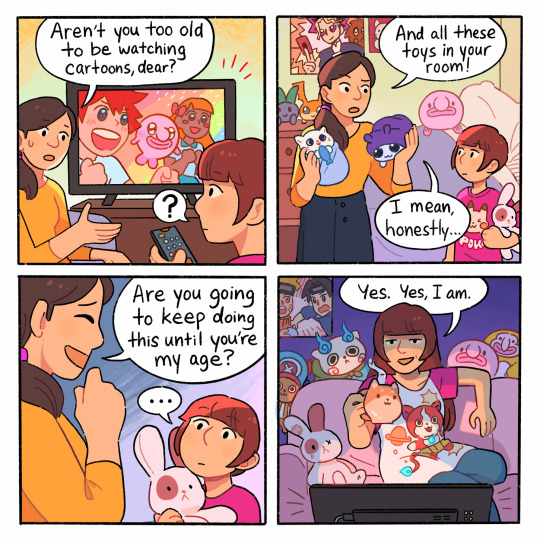 Aren't you too old
to be watching
cartoons, dear?
?
And all these
toys in your
room!
I mean,
honestly...
POK
Are you going
to keep doing
this until you're
my age?
...
Yes. Yes, I am.